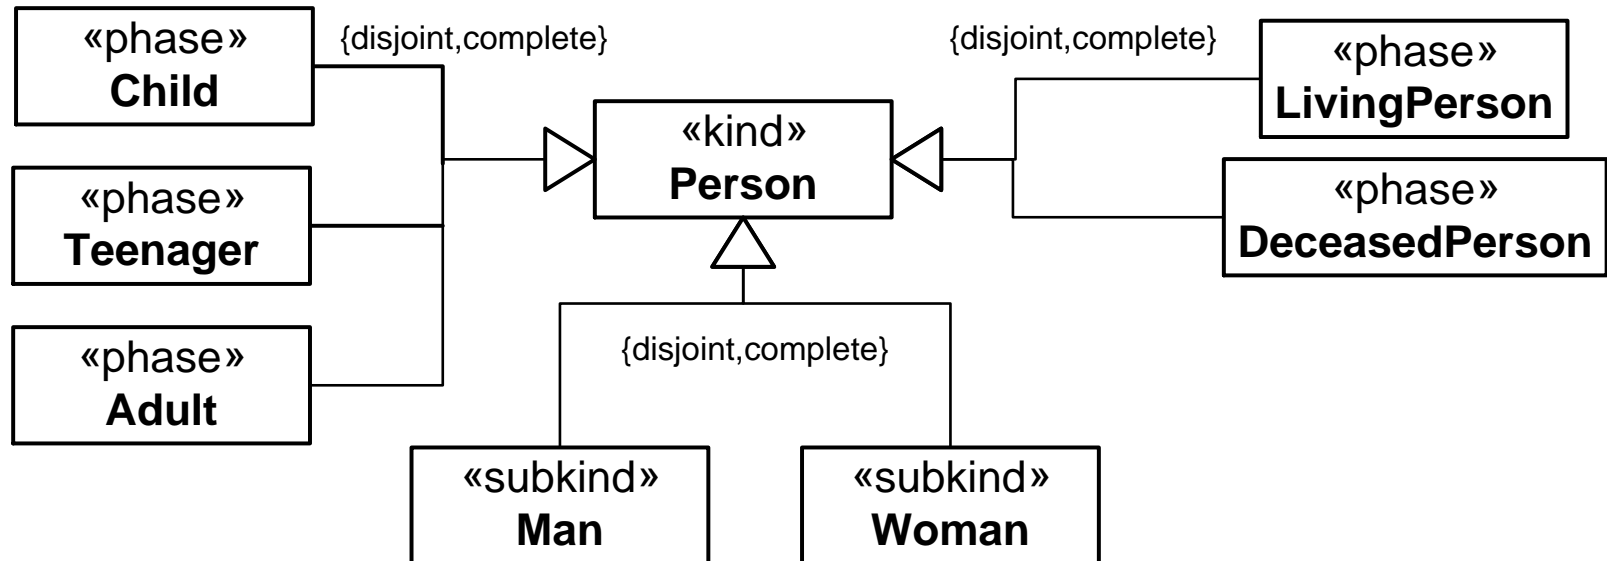 «phase»
Child
{disjoint,complete}
{disjoint,complete}
«phase»
LivingPerson
«kind»
Person
«phase»
Teenager
«phase»
DeceasedPerson
«phase»
Adult
{disjoint,complete}
«subkind»
Man
«subkind»
Woman